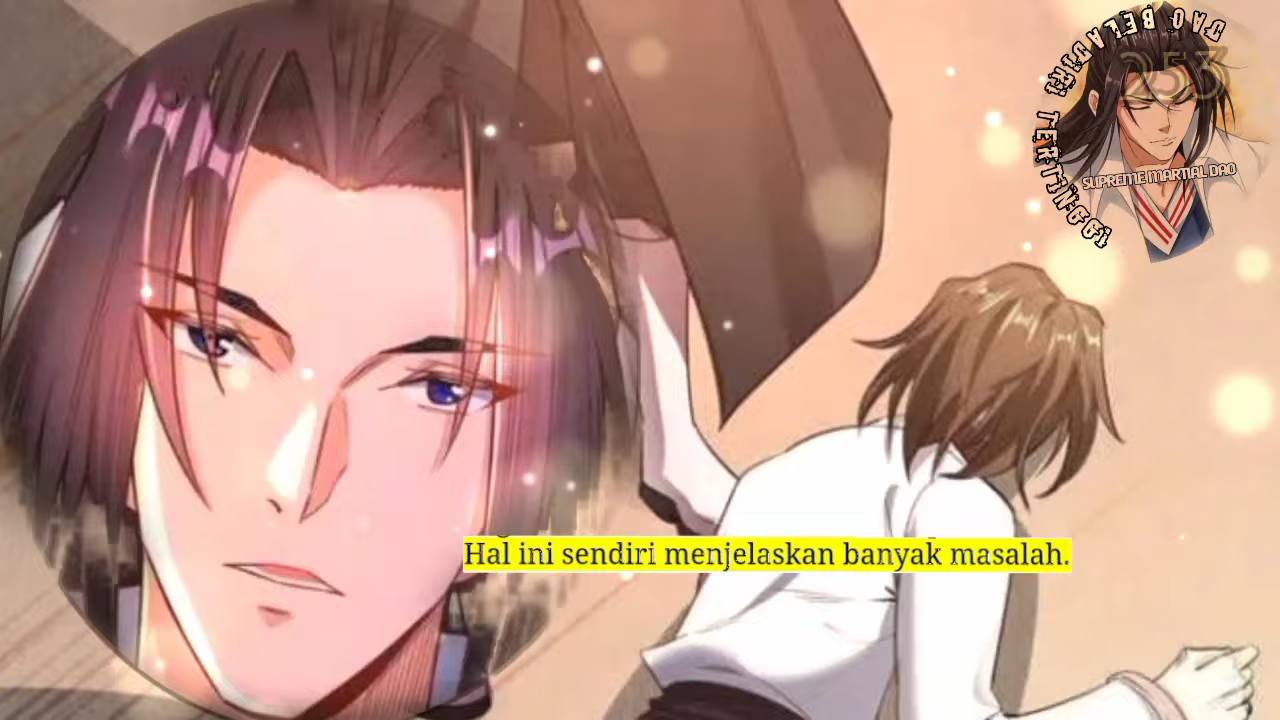 DAO BELADIRI TERTINGGI
253
SUPREME MARTIAL DAO
Hal ini sendiri menjelaskan banyak masalah.